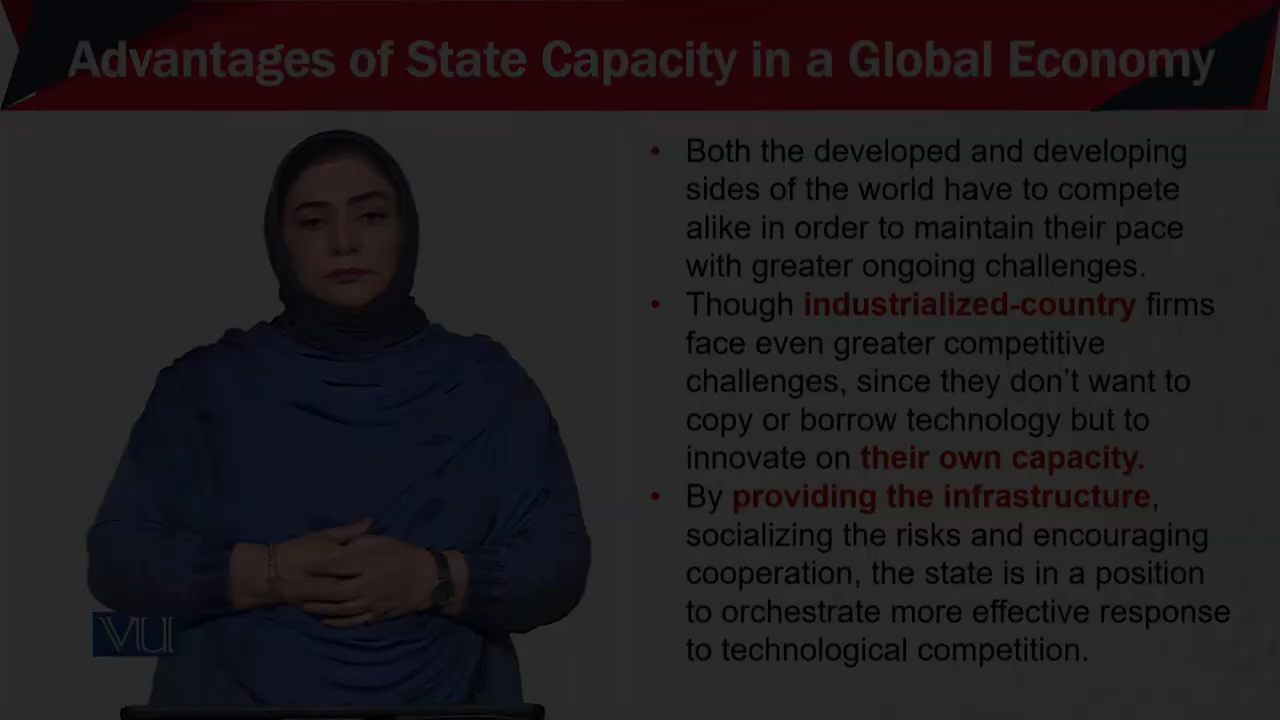 Advantages of State Capacity in a Global Economy
• Both the developed and developing
sides of the world have to compete
alike in order to maintain their pace
with greater ongoing challenges.
• Though industrialized-country firms
face even greater competitive
challenges, since they don't want to
copy or borrow technology but to
innovate on their own capacity.
• By providing the infrastructure,
socializing the risks and encouraging
cooperation, the state is in a position
to orchestrate more effective response
to technological competition.
VU